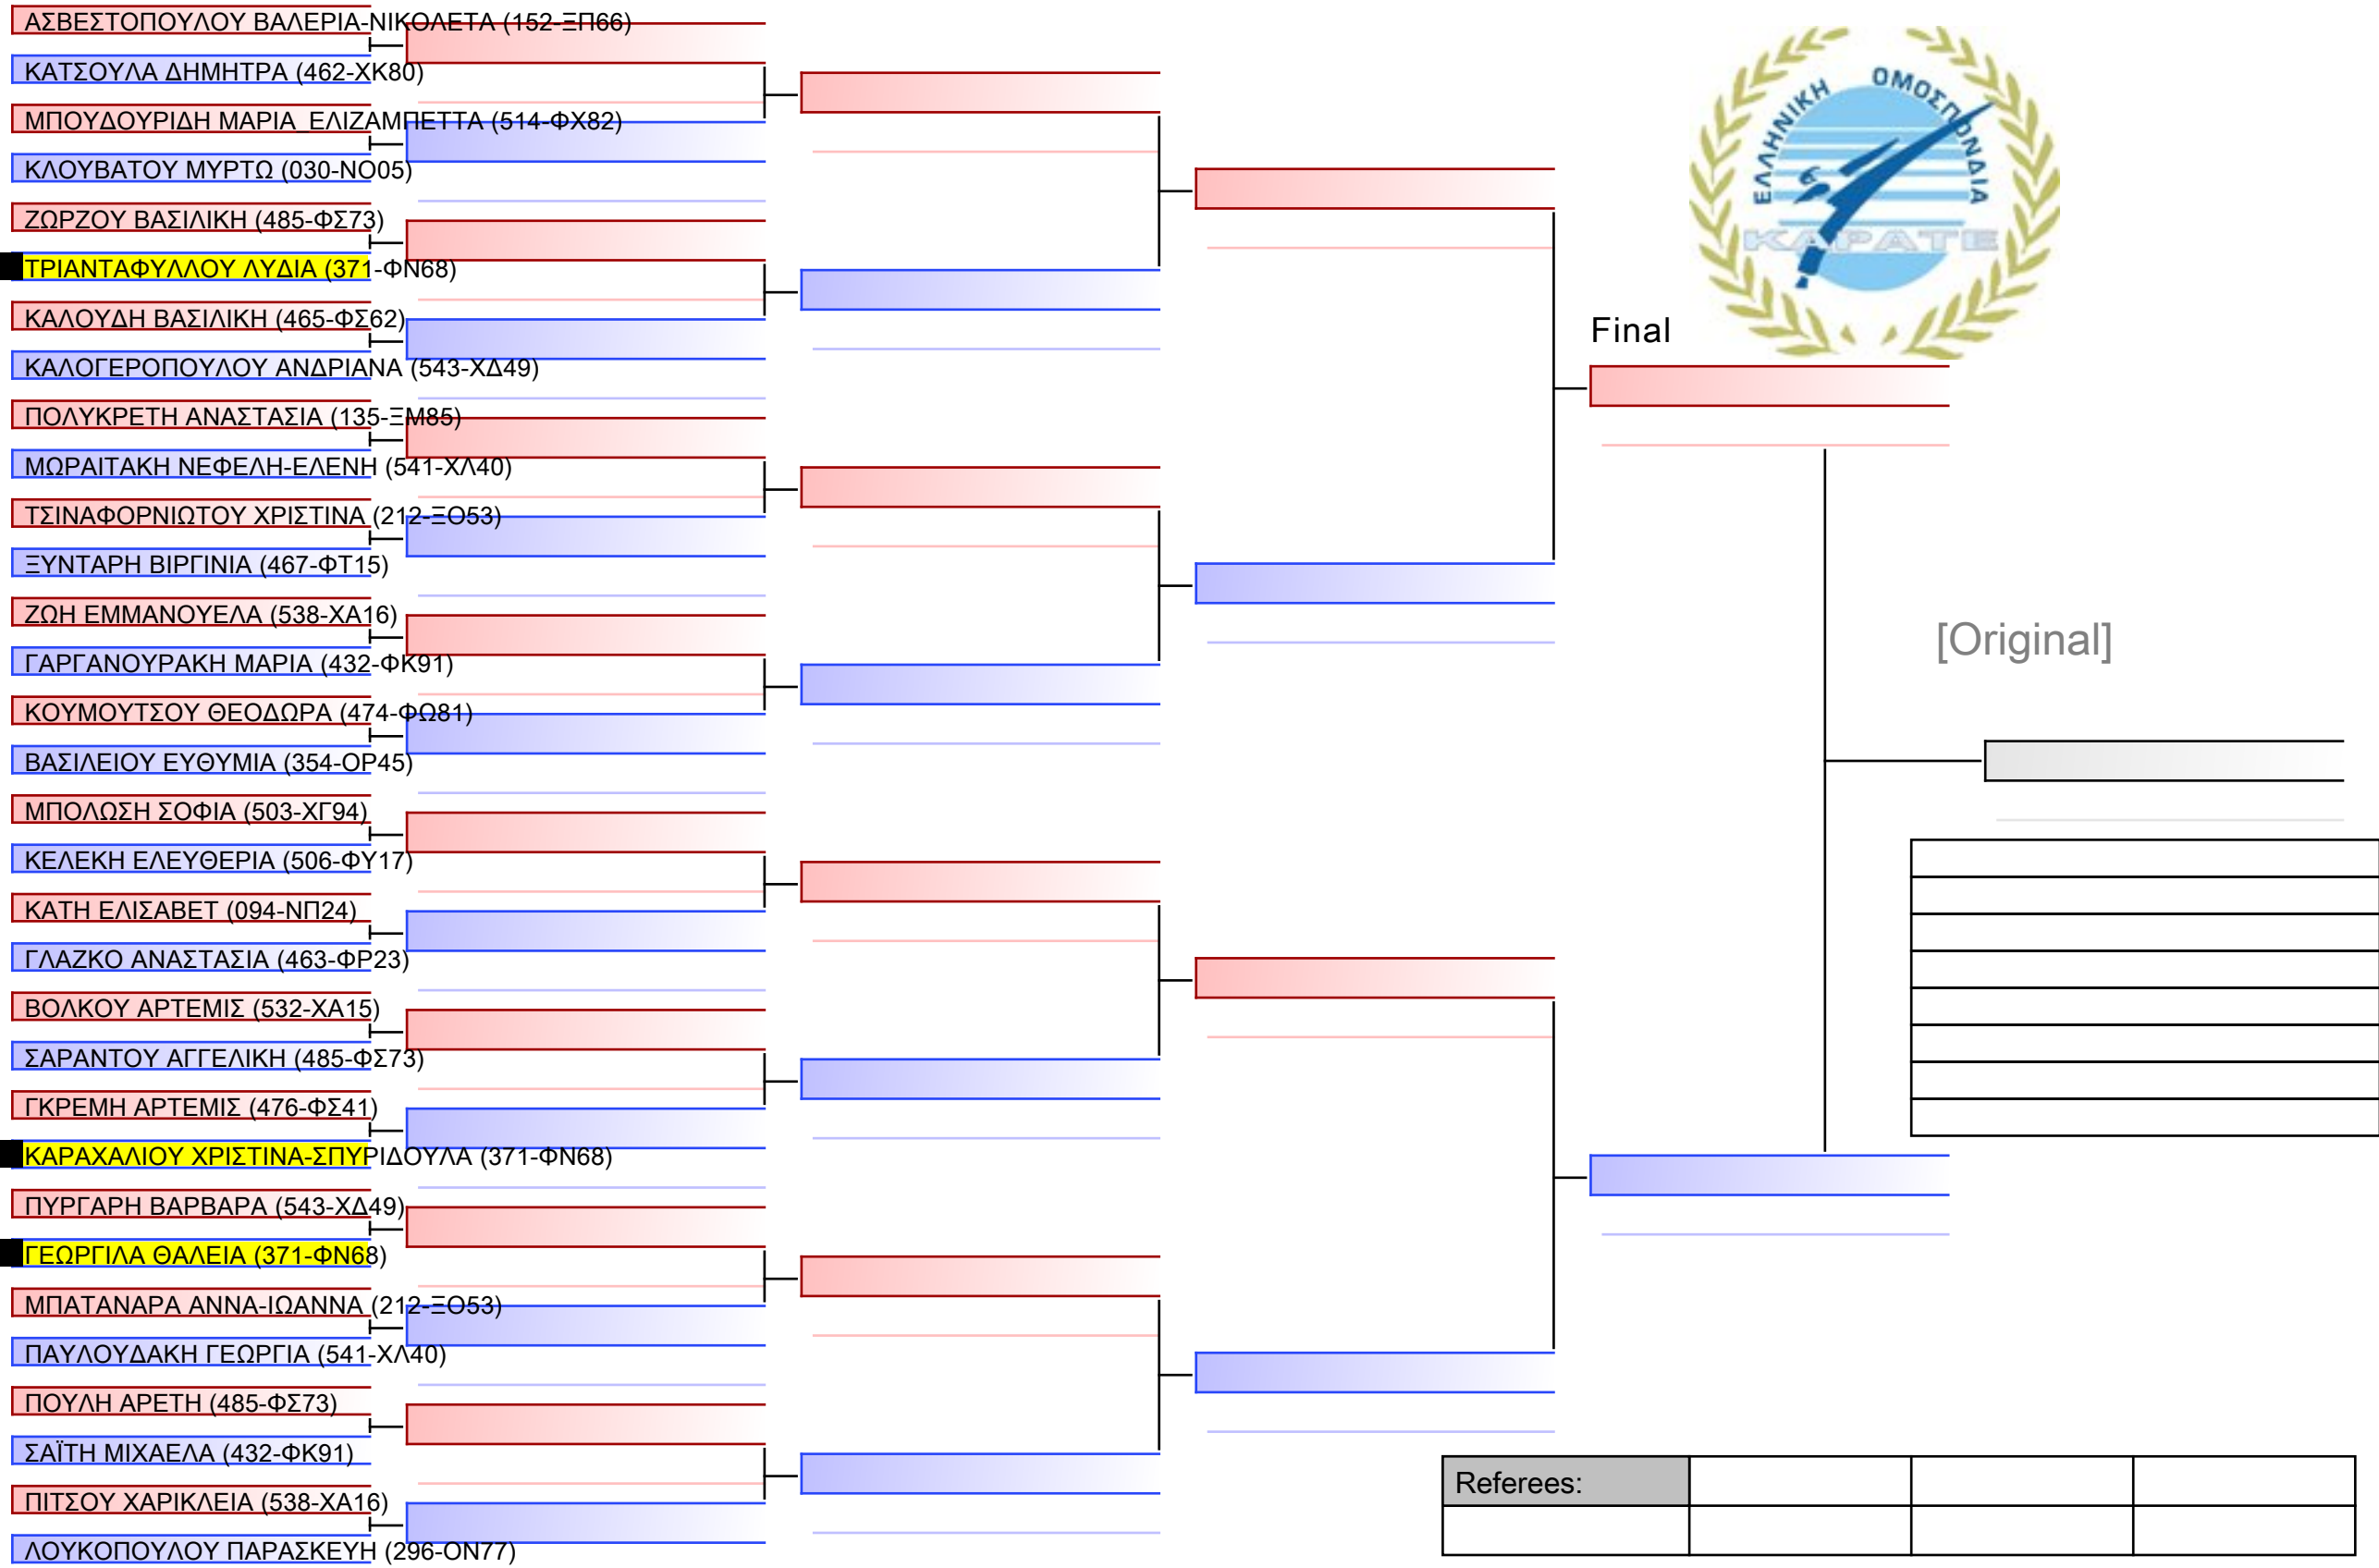 ΑΣΒΕΣΤΟΠΟΥΛΟΥ ΒΑΛΕΡΙΑ-ΝΙΚΟΛΕΤΑ (152-ΞΠ66)
ΚΑΤΣΟΥΛΑ ΔΗΜΗΤΡΑ (462-ΧΚ80)
ΜΠΟΥΔΟΥΡΙΔΗ ΜΑΡΙΑ ΕΛΙΖΑΜΠΕΤΤΑ (514-ΦΧ82)
ΚΛΟΥΒΑΤΟΥ ΜΥΡΤΩ (030-ΝΟ05)
ΖΩΡΖΟΥ ΒΑΣΙΛΙΚΗ (485-ΦΣ73)
ΤΡΙΑΝΤΑΦΥΛΛΟΥ ΛΥΔΙΑ (371-ΦΝ68)
ΚΑΛΟΥΔΗ ΒΑΣΙΛΙΚΗ (465-ΦΣ62)
ΚΑΛΟΓΕΡΟΠΟΥΛΟΥ ΑΝΔΡΙΑΝΑ (543-ΧΔ49)
ΠΟΛΥΚΡΕΤΗ ΑΝΑΣΤΑΣΙΑ (135-ΞΜ85)
ΜΩΡΑΙΤΑΚΗ ΝΕΦΕΛΗ-ΕΛΕΝΗ (541-ΧΛ40)
ΤΣΙΝΑΦΟΡΝΙΩΤΟΥ ΧΡΙΣΤΙΝΑ (212-ΞΟ53)
ΞΥΝΤΑΡΗ ΒΙΡΓΙΝΙΑ (467-ΦΤ15)
ΖΩΗ ΕΜΜΑΝΟΥΕΛΑ (538-ΧΑ16)
ΓΑΡΓΑΝΟΥΡΑΚΗ ΜΑΡΙΑ (432-ΦΚ91)
ΚΟΥΜΟΥΤΣΟΥ ΘΕΟΔΩΡΑ (474-ΦΩ81)
ΒΑΣΙΛΕΙΟΥ ΕΥΘΥΜΙΑ (354-ΟΡ45)
ΜΠΟΛΩΣΗ ΣΟΦΙΑ (503-ΧΓ94)
ΚΕΛΕΚΗ ΕΛΕΥΘΕΡΙΑ (506-ΦΥ17)
ΚΑΤΗ ΕΛΙΣΑΒΕΤ (094-ΝΠ24)
ΓΛΑΖΚΟ ΑΝΑΣΤΑΣΙΑ (463-ΦΡ23)
ΒΟΛΚΟΥ ΑΡΤΕΜΙΣ (532-ΧΑ15)
ΣΑΡΑΝΤΟΥ ΑΓΓΕΛΙΚΗ (485-ΦΣ73)
ΓΚΡΕΜΗ ΑΡΤΕΜΙΣ (476-ΦΣ41)
ΚΑΡΑΧΑΛΙΟΥ ΧΡΙΣΤΙΝΑ-ΣΠΥΡΙΔΟΥΛΑ (371-ΦΝ68)
ΠΥΡΓΑΡΗ ΒΑΡΒΑΡΑ (543-ΧΔ49)
ΓΕΩΡΓΙΛΑ ΘΑΛΕΙΑ (371-ΦΝ68)
ΜΠΑΤΑΝΑΡΑ ΑΝΝΑ-ΙΩΑΝΝΑ (212-ΞΟ53)
ΠΑΥΛΟΥΔΑΚΗ ΓΕΩΡΓΙΑ (541-ΧΛ40)
ΠΟΥΛΗ ΑΡΕΤΗ (485-ΦΣ73)
ΣΑΪΤΗ ΜΙΧΑΕΛΑ (432-ΦΚ91)
ΠΙΤΣΟΥ ΧΑΡΙΚΛΕΙΑ (538-ΧΑ16)
ΛΟΥΚΟΠΟΥΛΟΥ ΠΑΡΑΣΚΕΥΗ (296-ΟΝ77)
ΕΛΛΗΝΙΚΗ ΟΜΟΣΠΟΝΔΙΑ
ΚΑΡΑΤΕ
Final
[Original]
Referees: